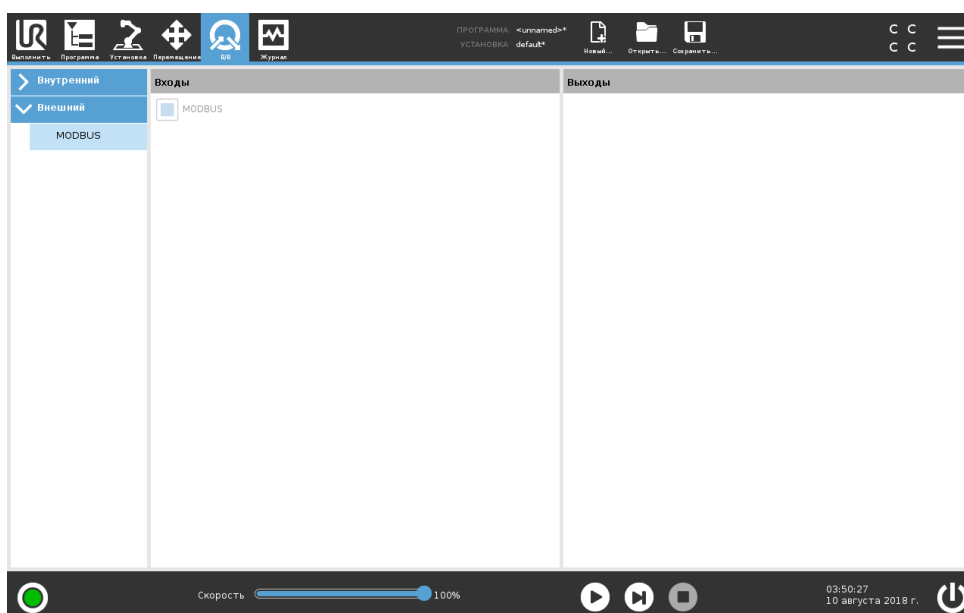 ПРОГРАММА <unnamed>*
УСТАНОВКА default*
C C
C C
Выполнить Программа Установка Перемещение В/В Журнал
Новый... Открыть... Сохранить...
Внутренний
Входы
Выходы
Внешний
MODBUS
MODBUS
Скорость 100%
03:50:27
10 августа 2018 г.